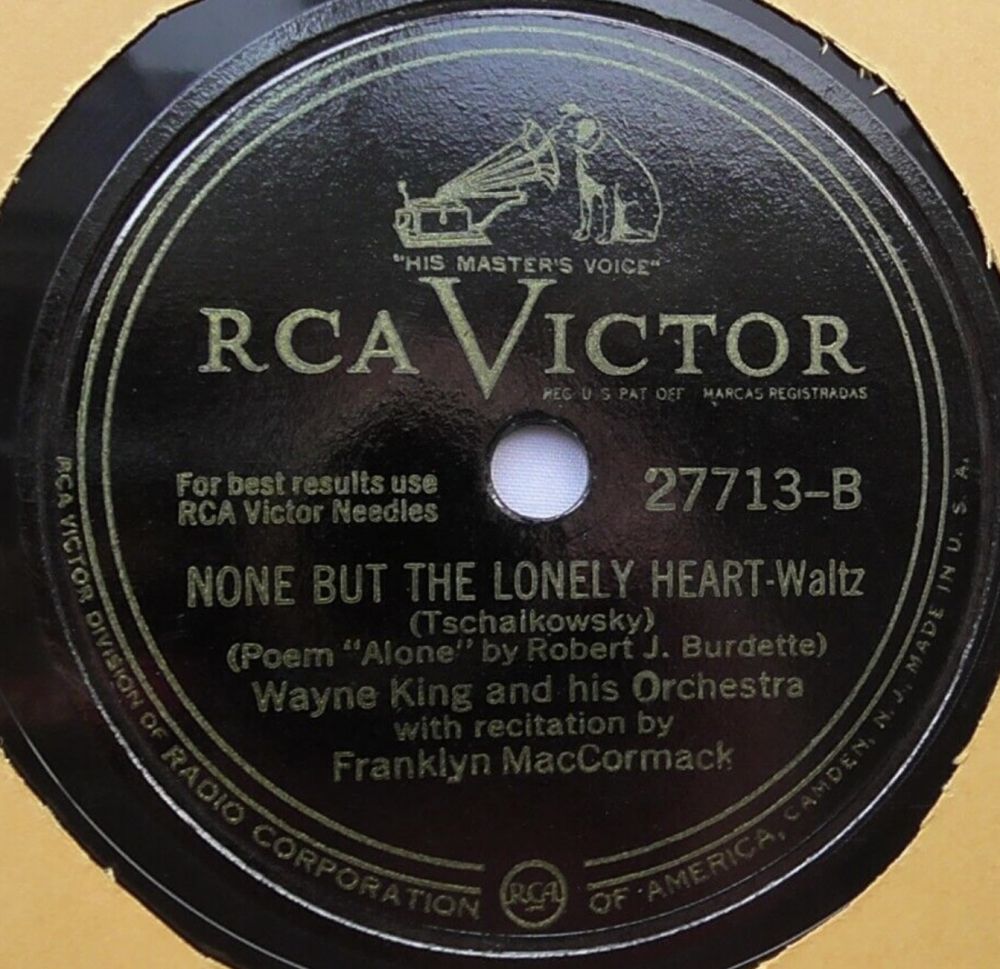 "HIS MASTER'S VOICE"
RCA VICTOR
REG U S PAT OFF MARCAS REGISTRADAS
For best results use
RCA Victor Needles
27713-B
NONE BUT THE LONELY HEART-Waltz
(Tschaikowsky)
(Poem "Alone" by Robert J. Burdette)
Wayne King and his Orchestra
with recitation by
Franklyn MacCormack
RCA VICTOR DIVISION OF RADIO CORPORATION OF AMERICA, CAMDEN, N. J. MADE IN U. S. A.
RCA